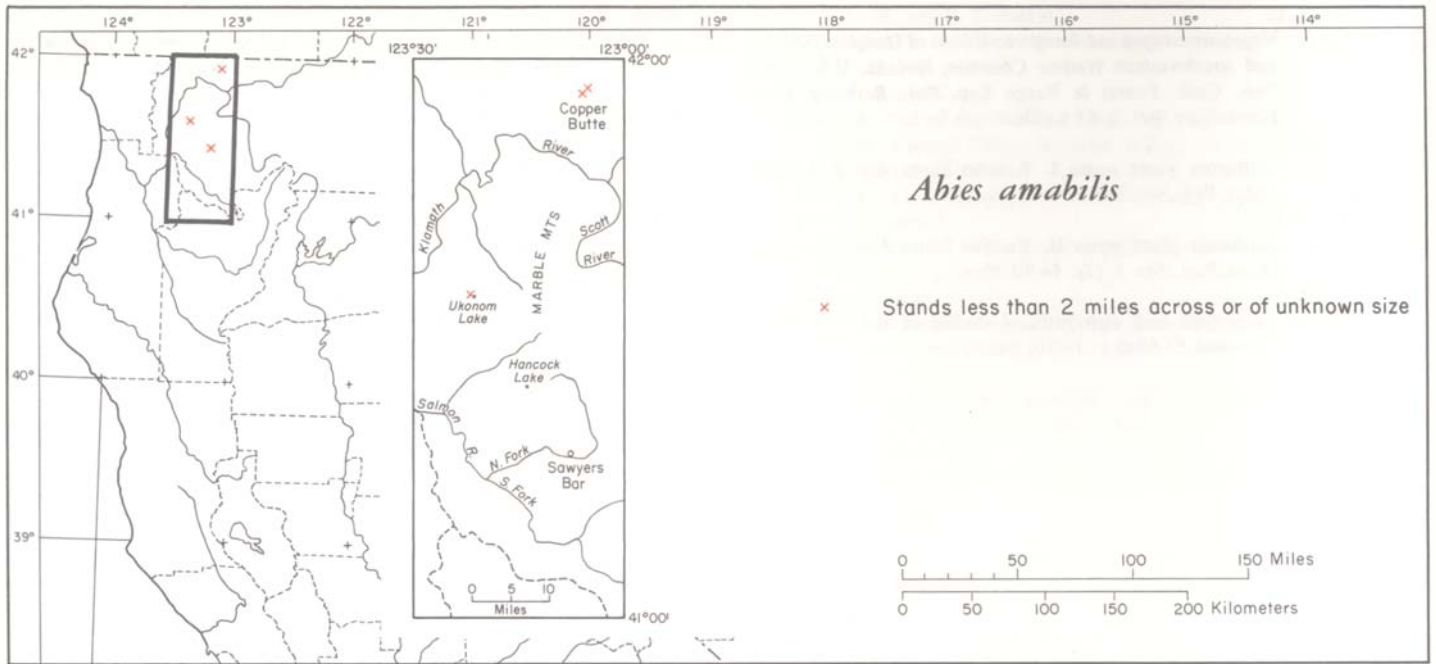 124° 123° 122° 121° 120° 119° 118° 117° 116° 115° 114°
123°30' 123°00'
42° 42°00'
Copper
Butte
River
Klamath
MARBLE MTS
Scott
River
41°
Ukonom
Lake
Hancock
Lake
40°
Salmon
R.
N. Fork
Sawyers
Bar
S. Fork
39°
0 5 10
Miles
41°00'
Abies amabilis
× Stands less than 2 miles across or of unknown size
0 50 100 150 Miles
0 50 100 150 200 Kilometers